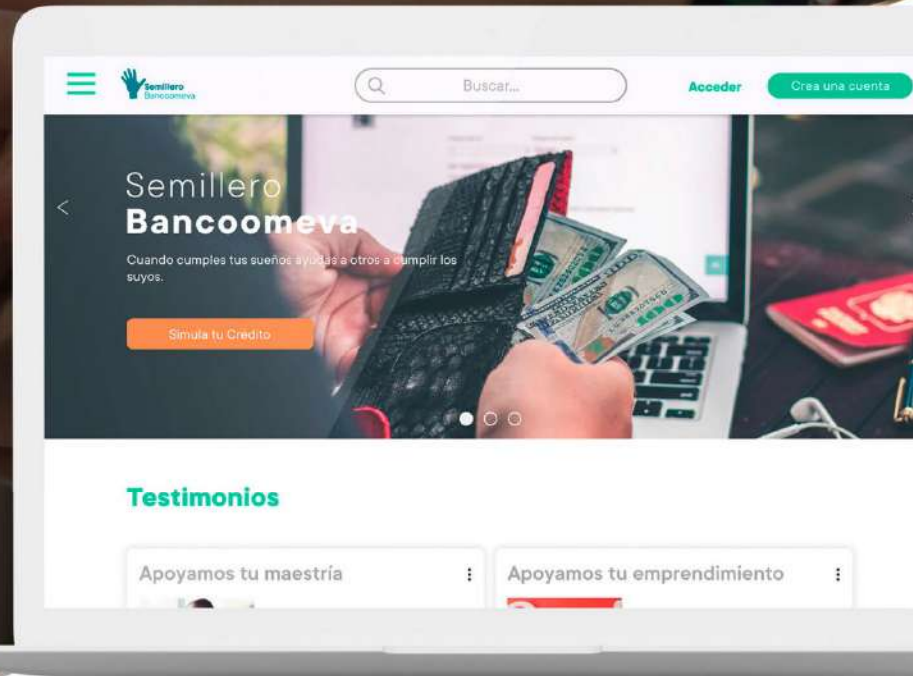 Semillero
Bancoomeva
Buscar...
Acceder
Crea una cuenta
Semillero
Bancoomeva
Cuando cumples tus sueños ayudas a otros a cumplir los
suyos.
Simula tu Crédito
Testimonios
Apoyamos tu maestría
Apoyamos tu emprendimiento